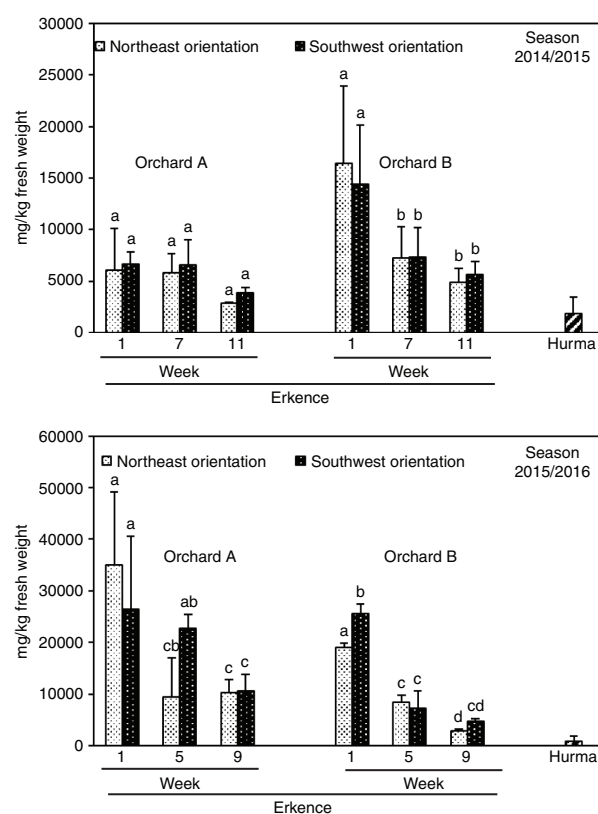 30000
25000
20000
15000
10000
5000
0
mg/kg fresh weight
Northeast orientation
Southwest orientation
Season
2014/2015
Orchard A
Orchard B
a a a a a a
a a b b b b
1 7 11 1 7 11 Hurma
Week Week
Erkence
60000
50000
40000
30000
20000
10000
0
mg/kg fresh weight
Northeast orientation
Southwest orientation
Season
2015/2016
Orchard A
Orchard B
a a cb ab c c
a b c c d cd
1 5 9 1 5 9 Hurma
Week Week
Erkence